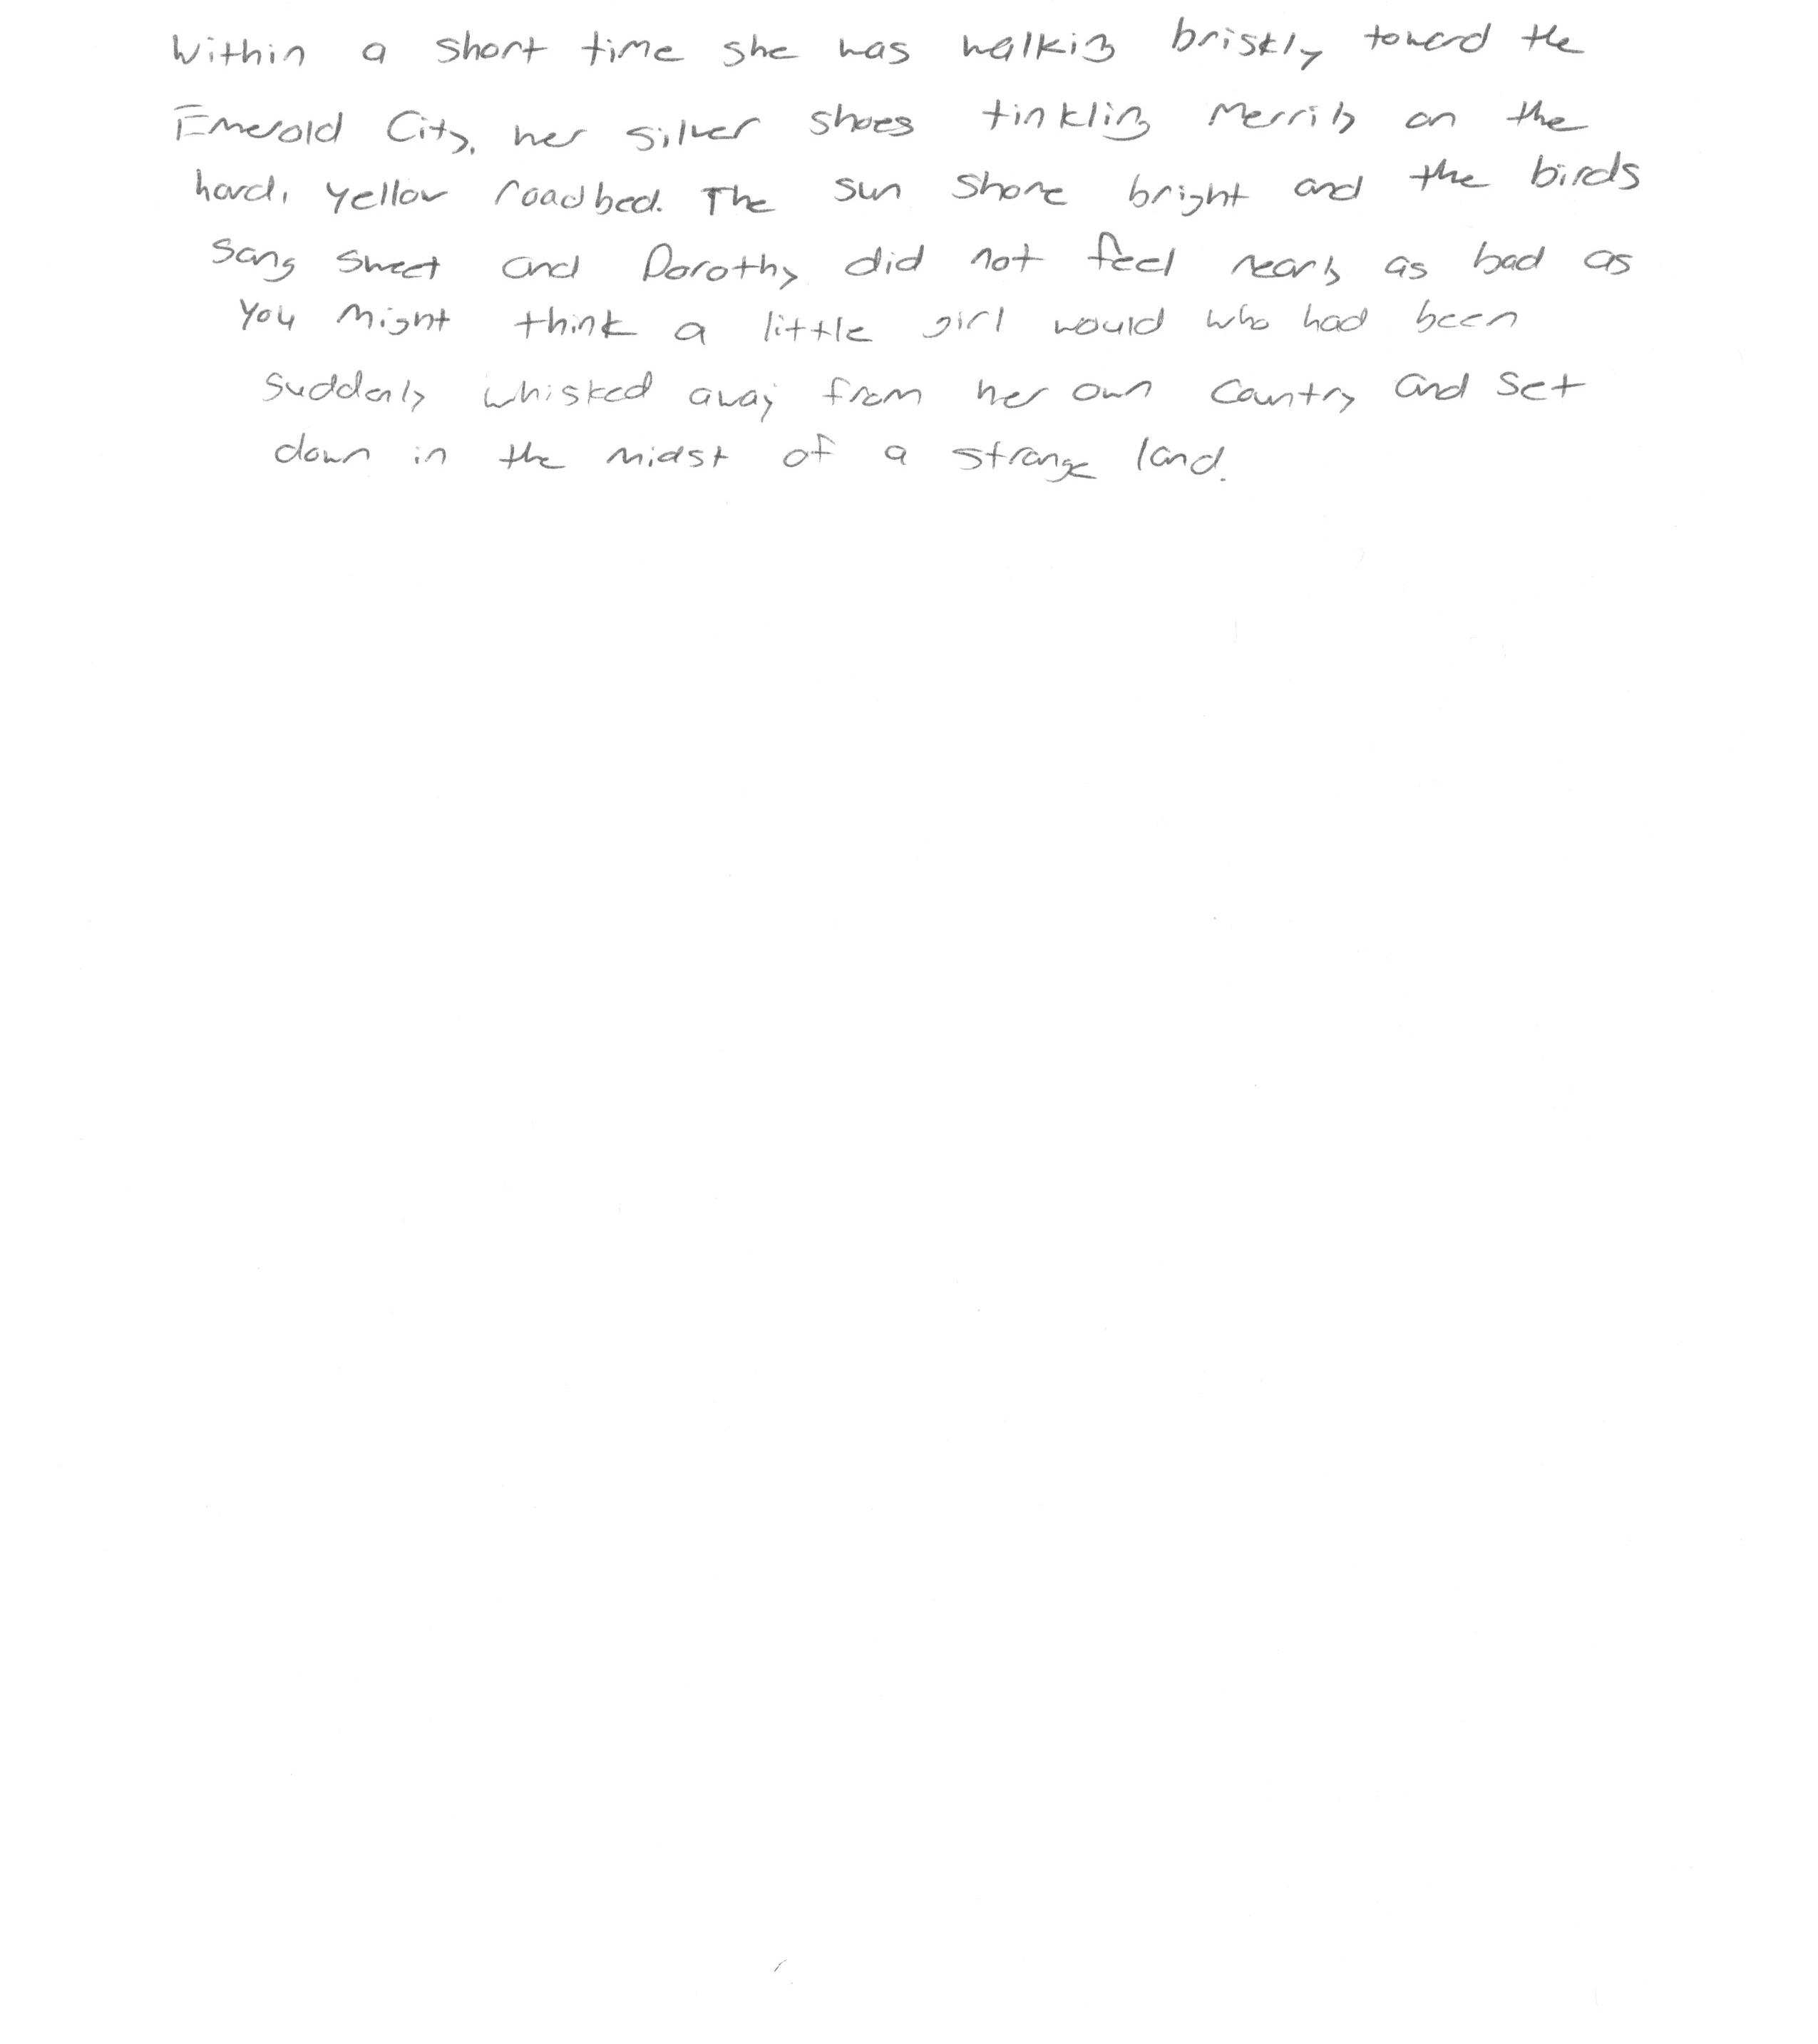 Within a short time she was walking briskly toward the
Emerald City, her silver shoes tinkling merrily on the
hard, yellow roadbed. The sun shone bright and the birds
sang sweet and Dorothy did not feel nearly as bad as
you might think a little girl would who had been
suddenly whisked away from her own country and set
down in the midst of a strange land.